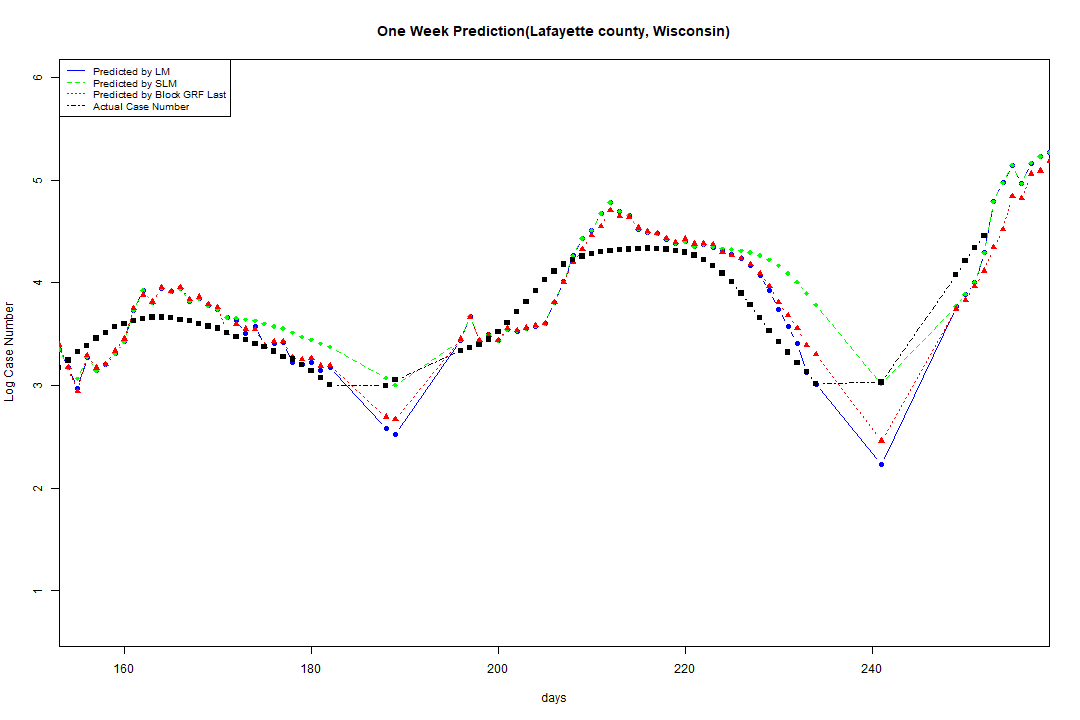 One Week Prediction(Lafayette county, Wisconsin)
Predicted by LM
Predicted by SLM
Predicted by Block GRF Last
Actual Case Number
Log Case Number
6
5
4
3
2
1
160 180 200 220 240
days